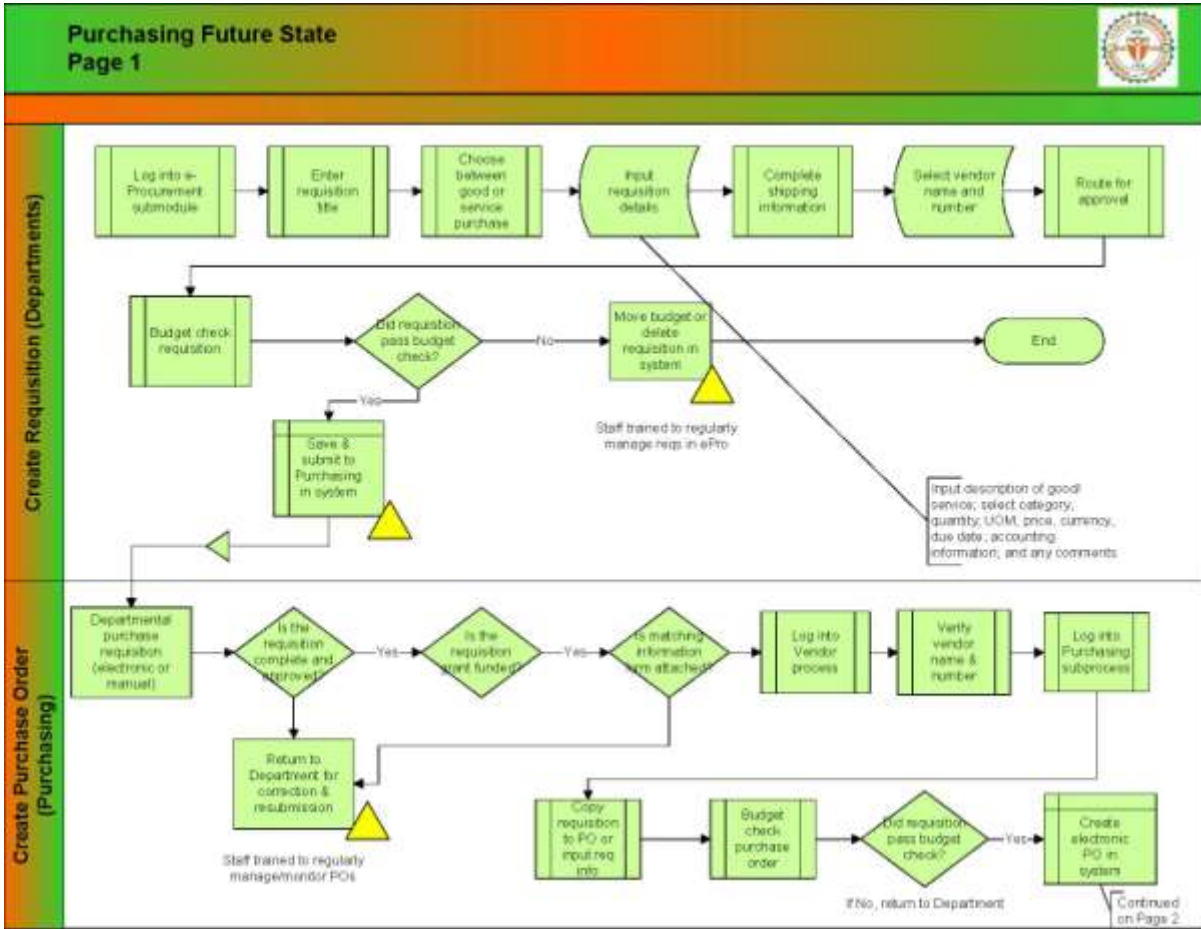 Purchasing Future State
Page 1
Create Requisition (Departments)
Log into e-
Procurement
submodule
Enter
requisition
title
Choose
between
good or
service
purchase
Input
requisition
details
Complete
shipping
information
Select vendor
name and
number
Route for
approval
Budget check
requisition
Did requistion
pass budget
check?
No
Move budget or
delete
requisition in
system
End
Yes
Staff trained to regularly
manage reqs in ePro
Save &
submit to
Purchasing
in system
Input description of good/
service; select category,
quantity, UOM, price, currency,
due date, accounting
information, and any comments
Create Purchase Order
(Purchasing)
Departmental
purchase
requisition
(electronic or
manual)
Is the
requisition
complete and
approved?
Yes
Is the
requisition
grant funded?
Yes
Is matching
information
form attached?
Log into
Vendor
process
Verify
vendor
name &
number
Log into
Purchasing
subprocess
Return to
Department for
correction &
resubmission
Staff trained to regularly
manage/monitor POs
Copy
requisition
to PO or
input req
info
Budget
check
purchase
order
Did requisition
pass budget
check?
Yes
Create
electronic
PO in
system
If No, return to Department
Continued
on Page 2